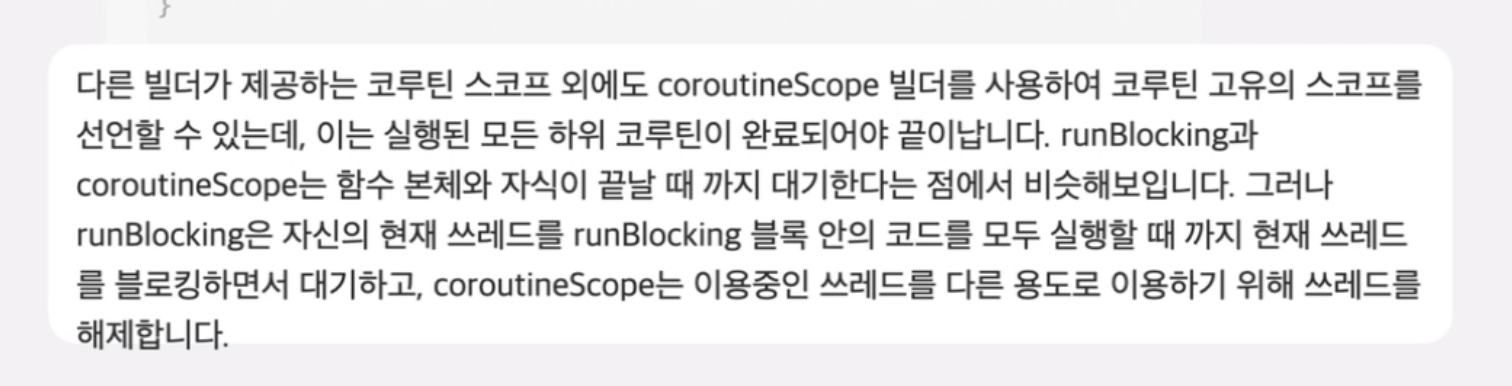 }
다른 빌더가 제공하는 코루틴 스코프 외에도 coroutineScope 빌더를 사용하여 코루틴 고유의 스코프를
선언할 수 있는데, 이는 실행된 모든 하위 코루틴이 완료되어야 끝이납니다. runBlocking과
coroutineScope는 함수 본체와 자식이 끝날 때 까지 대기한다는 점에서 비슷해보입니다. 그러나
runBlocking은 자신의 현재 쓰레드를 runBlocking 블록 안의 코드를 모두 실행할 때 까지 현재 쓰레드
를 블로킹하면서 대기하고, coroutineScope는 이용중인 쓰레드를 다른 용도로 이용하기 위해 쓰레드를
해제합니다.